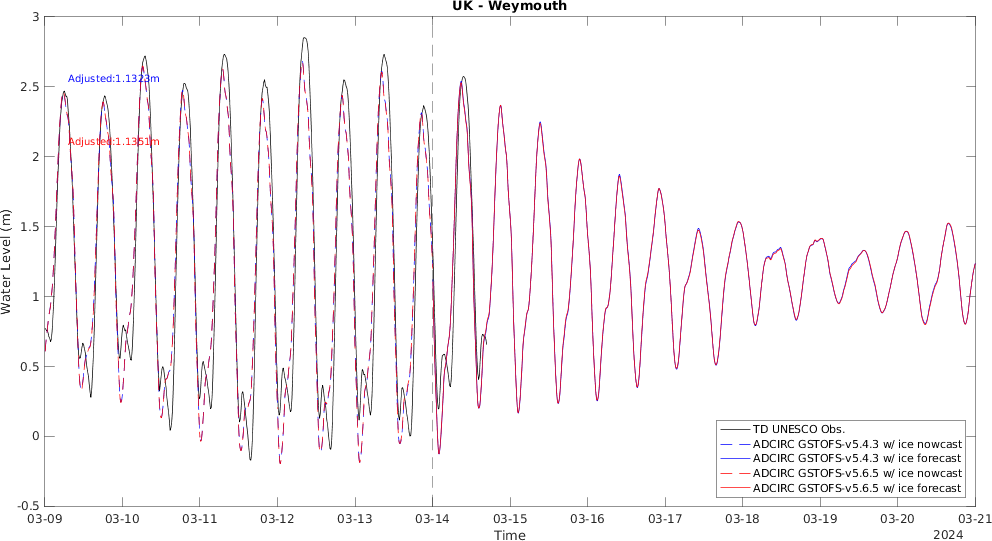 UK - Weymouth
3
2.5
2
1.5
1
0.5
0
-0.5
Water Level (m)
Adjusted:1.1323m
Adjusted:1.1351m
TD UNESCO Obs.
ADCIRC GSTOFS-v5.4.3 w/ ice nowcast
ADCIRC GSTOFS-v5.4.3 w/ ice forecast
ADCIRC GSTOFS-v5.6.5 w/ ice nowcast
ADCIRC GSTOFS-v5.6.5 w/ ice forecast
03-09 03-10 03-11 03-12 03-13 03-14 03-15 03-16 03-17 03-18 03-19 03-20 03-21
Time
2024